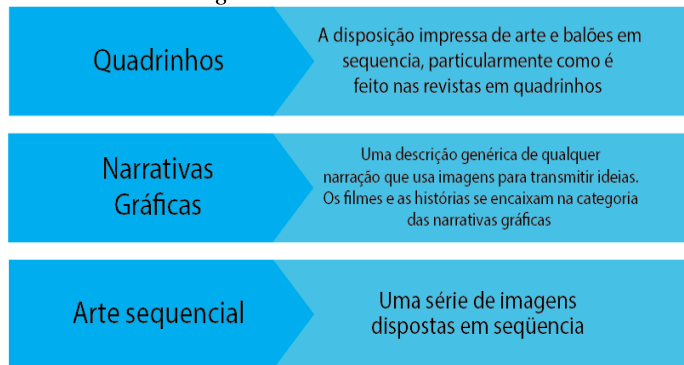 Quadrinhos
A disposição impressa de arte e balões em
sequencia, particularmente como é
feito nas revistas em quadrinhos
Narrativas
Gráficas
Uma descrição genérica de qualquer
narração que usa imagens para transmitir ideias.
Os filmes e as histórias se encaixam na categoria
das narrativas gráficas
Arte sequencial
Uma série de imagens
dispostas em seqüencia